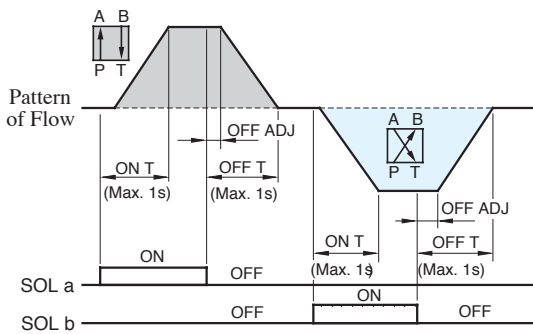 A B
P T
Pattern
of Flow
OFF ADJ
ON T
OFF T
(Max. 1s)
(Max. 1s)
A B
P T
OFF ADJ
ON T
OFF T
(Max. 1s)
(Max. 1s)
ON
OFF
SOL a
ON
OFF
OFF
SOL b